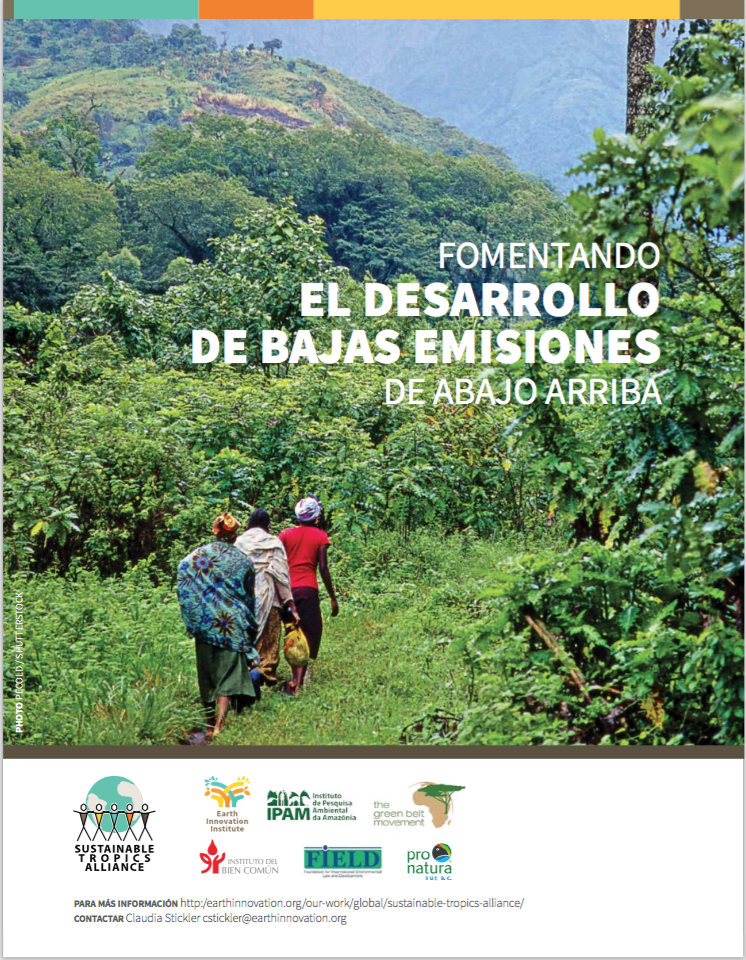 FOMENTANDO
EL DESARROLLO
DE BAJAS EMISIONES
DE ABAJO ARRIBA
PHOTO PECOLD / SHUTTERSTOCK
SUSTAINABLE
TROPICS
ALLIANCE
Earth
Innovation
Institute
IPAM
Instituto
de Pesquisa
Ambiental
da Amazônia
the
green belt
movement
INSTITUTO DEL
BIEN COMÚN
FIELD
Foundation for International Environmental
Law and Development
pro
natura
sur a.c.
PARA MÁS INFORMACIÓN http:/earthinnovation.org/our-work/global/sustainable-tropics-alliance/
CONTACTAR Claudia Stickler cstickler@earthinnovation.org